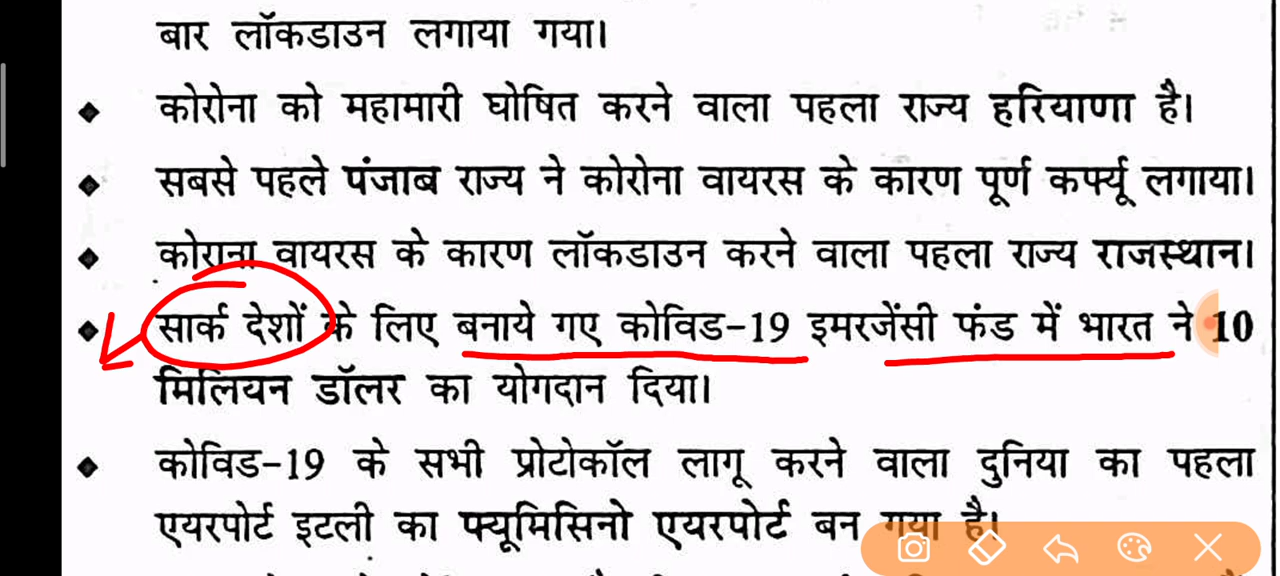 बार लॉकडाउन लगाया गया।
◆ कोरोना को महामारी घोषित करने वाला पहला राज्य हरियाणा है।
◆ सबसे पहले पंजाब राज्य ने कोरोना वायरस के कारण पूर्ण कर्फ्यू लगाया।
◆ कोराना वायरस के कारण लॉकडाउन करने वाला पहला राज्य राजस्थान।
◆ सार्क देशों के लिए बनाये गए कोविड-19 इमरजेंसी फंड में भारत ने 10
मिलियन डॉलर का योगदान दिया।
◆ कोविड-19 के सभी प्रोटोकॉल लागू करने वाला दुनिया का पहला
एयरपोर्ट इटली का फ्यूमिसिनो एयरपोर्ट बन गया है।